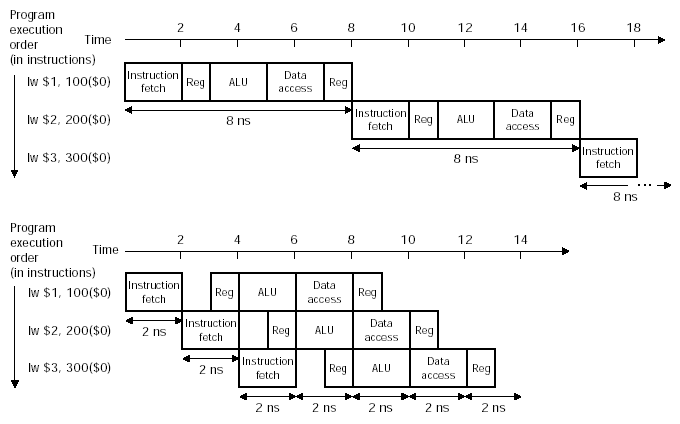 Program
execution
order
(in instructions)
Time
2 4 6 8 10 12 14 16 18
lw $1, 100($0)
Instruction
fetch
Reg
ALU
Data
access
Reg
8 ns
lw $2, 200($0)
Instruction
fetch
Reg
ALU
Data
access
Reg
8 ns
lw $3, 300($0)
Instruction
fetch
...
8 ns
Program
execution
order
(in instructions)
Time
2 4 6 8 10 12 14
lw $1, 100($0)
Instruction
fetch
Reg
ALU
Data
access
Reg
2 ns
lw $2, 200($0)
Instruction
fetch
Reg
ALU
Data
access
Reg
2 ns
lw $3, 300($0)
Instruction
fetch
Reg
ALU
Data
access
Reg
2 ns 2 ns 2 ns 2 ns 2 ns